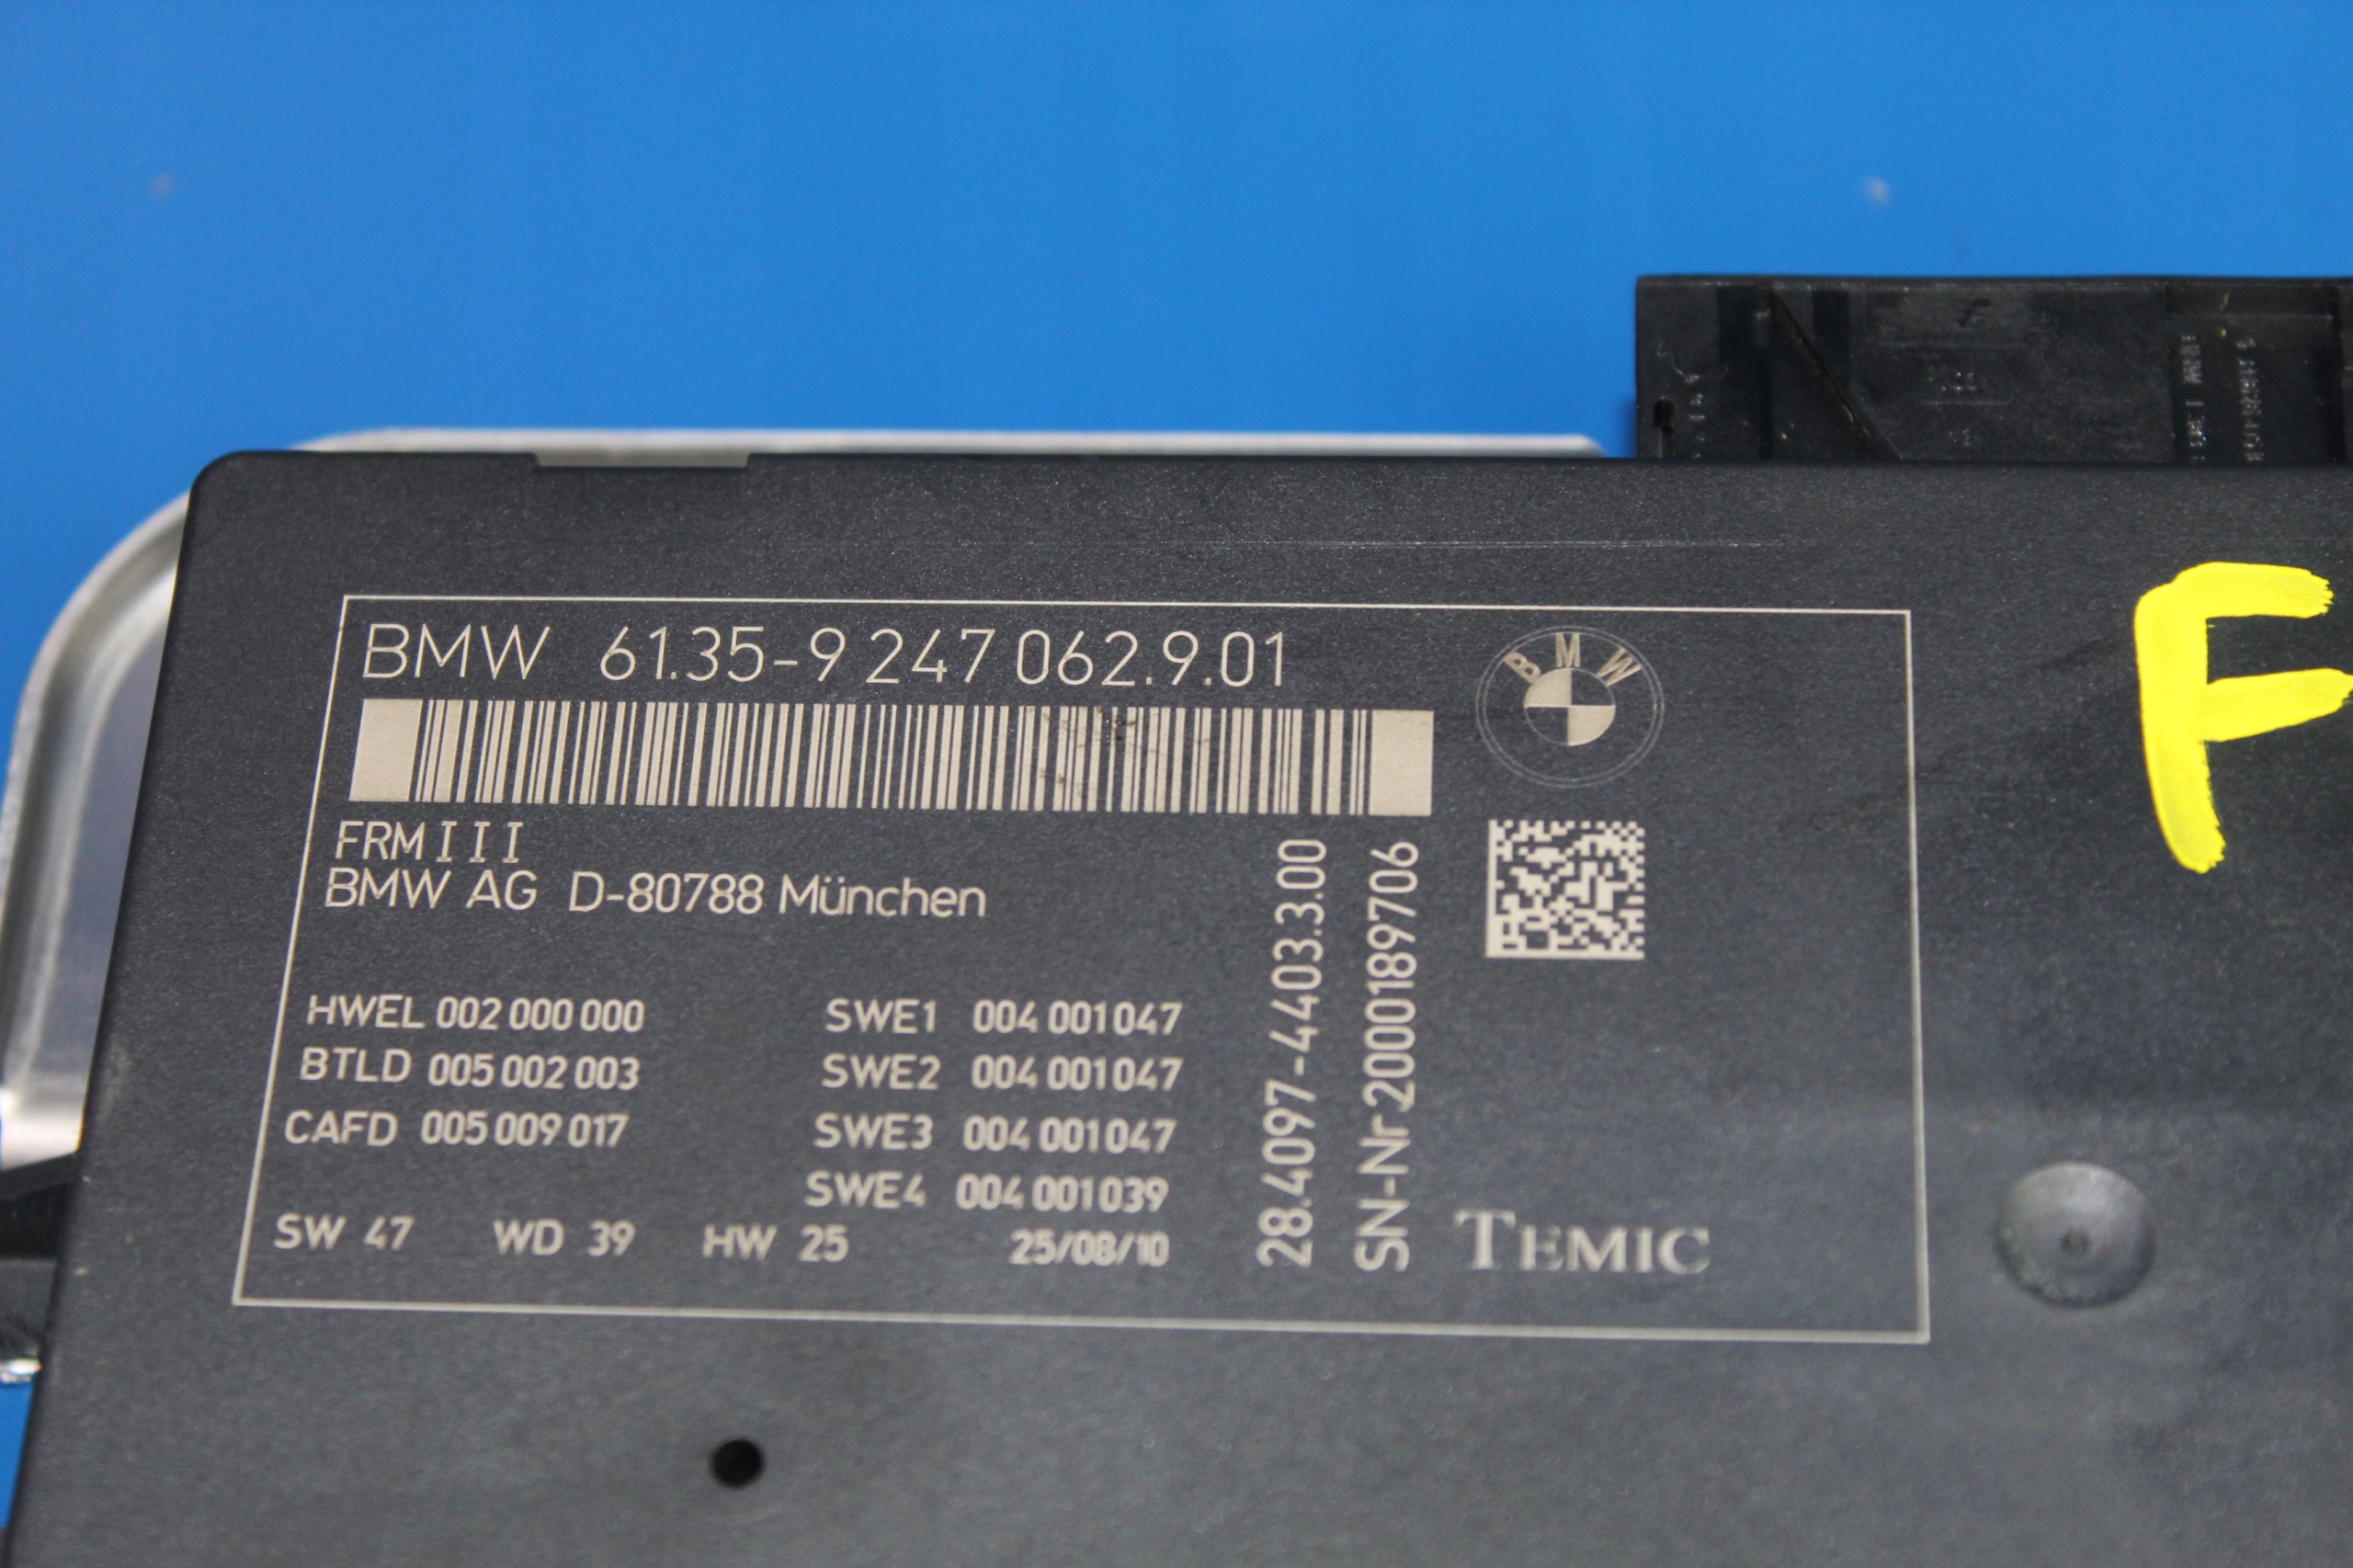 BMW 61.35-9 247 062.9.01
BMW
FRM III
BMW AG D-80788 München
HWEL 002 000 000
BTLD 005 002 003
CAFD 005 009 017
SWE1 004 001047
SWE2 004 001047
SWE3 004 001047
SWE4 004 001039
SW 47 WD 39 HW 25 25/08/10
28.4097-4403.3.00
SN-Nr.2000189706
TEMIC
F